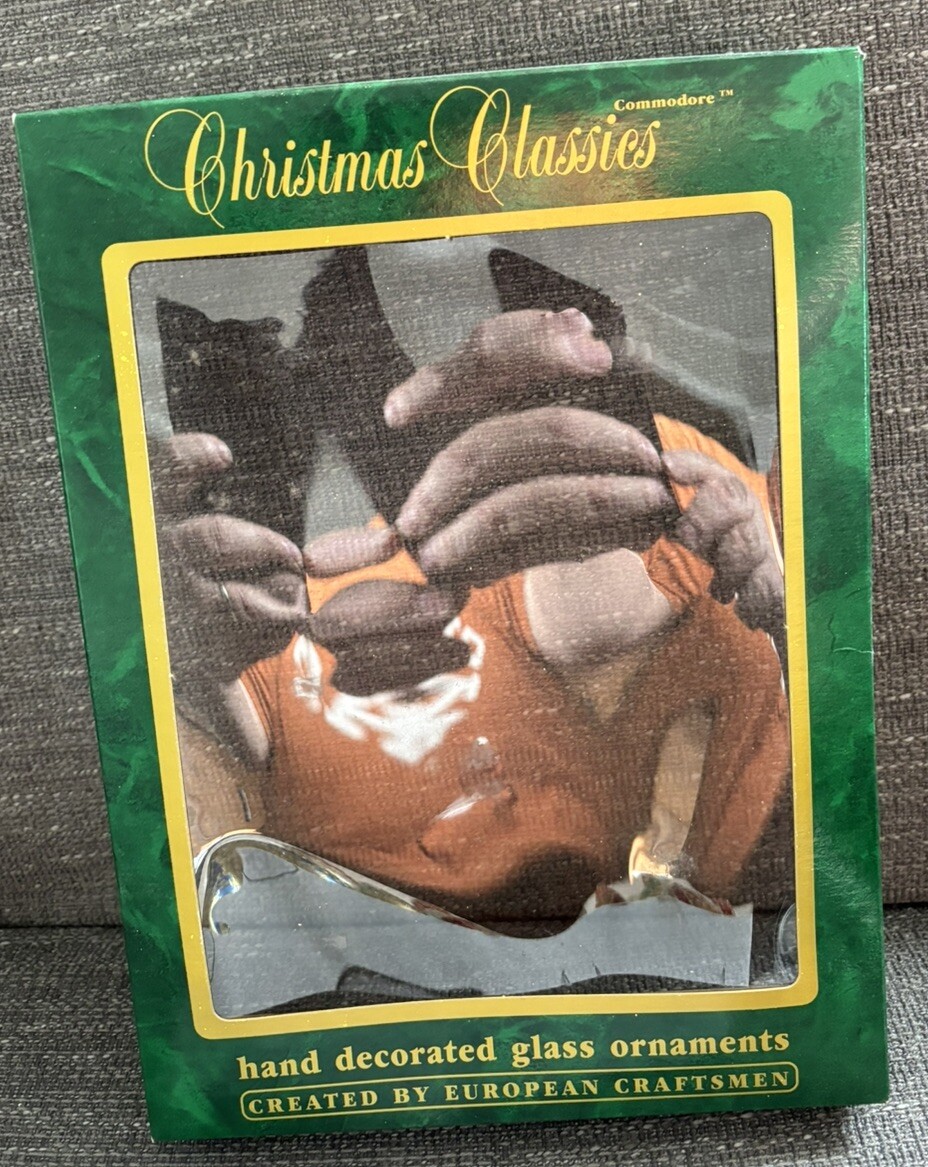 Commodore™
Christmas Classics
hand decorated glass ornaments
CREATED BY EUROPEAN CRAFTSMEN